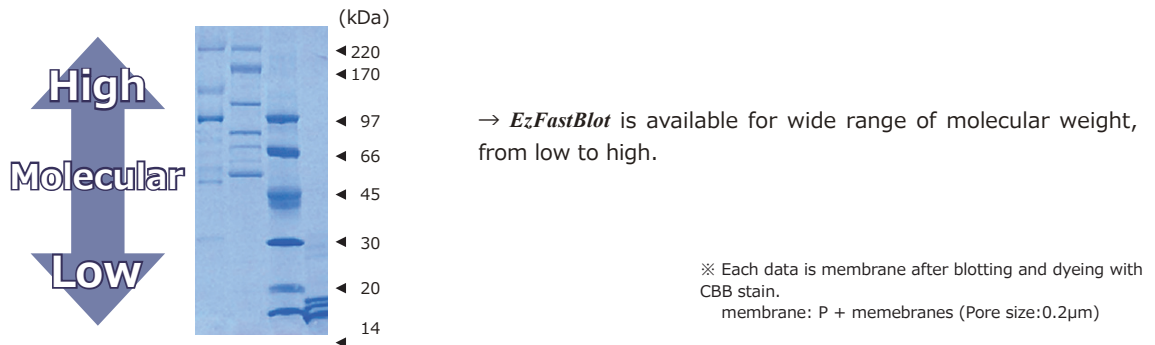 (kDa)
High
Molecular
Low
◄ 220
◄ 170
◄ 97
◄ 66
◄ 45
◄ 30
◄ 20
14
◄
→ EzFastBlot is available for wide range of molecular weight,
from low to high.
※ Each data is membrane after blotting and dyeing with
CBB stain.
membrane: P + memebranes (Pore size:0.2μm)